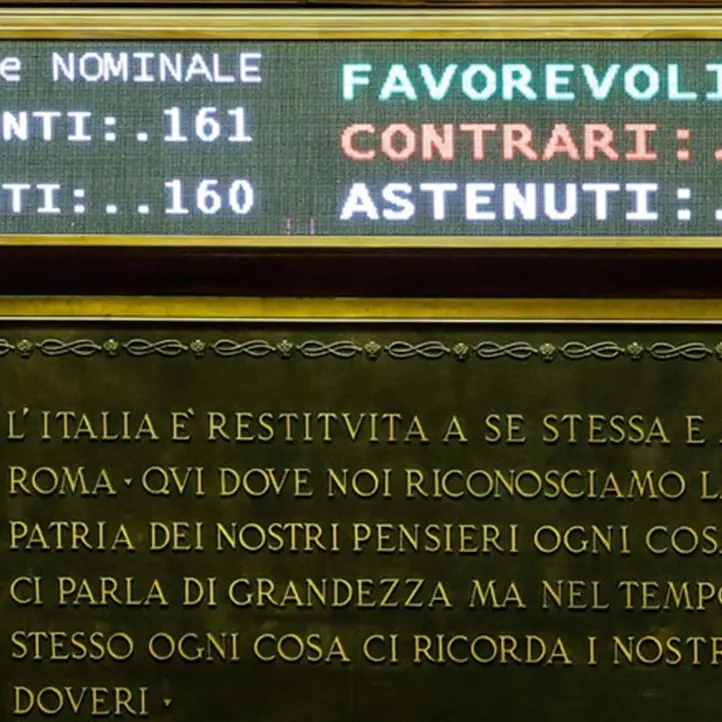 e NOMINALE FAVOREVOLI
NTI:.161 CONTRARI:.
TI:..160 ASTENUTI:.
L'ITALIA E' RESTITVITA A SE STESSA E
ROMA · QVI DOVE NOI RICONOSCIAMO L
PATRIA DEI NOSTRI PENSIERI OGNI COS
CI PARLA DI GRANDEZZA MA NEL TEMPO
STESSO OGNI COSA CI RICORDA I NOSTR
DOVERI ·